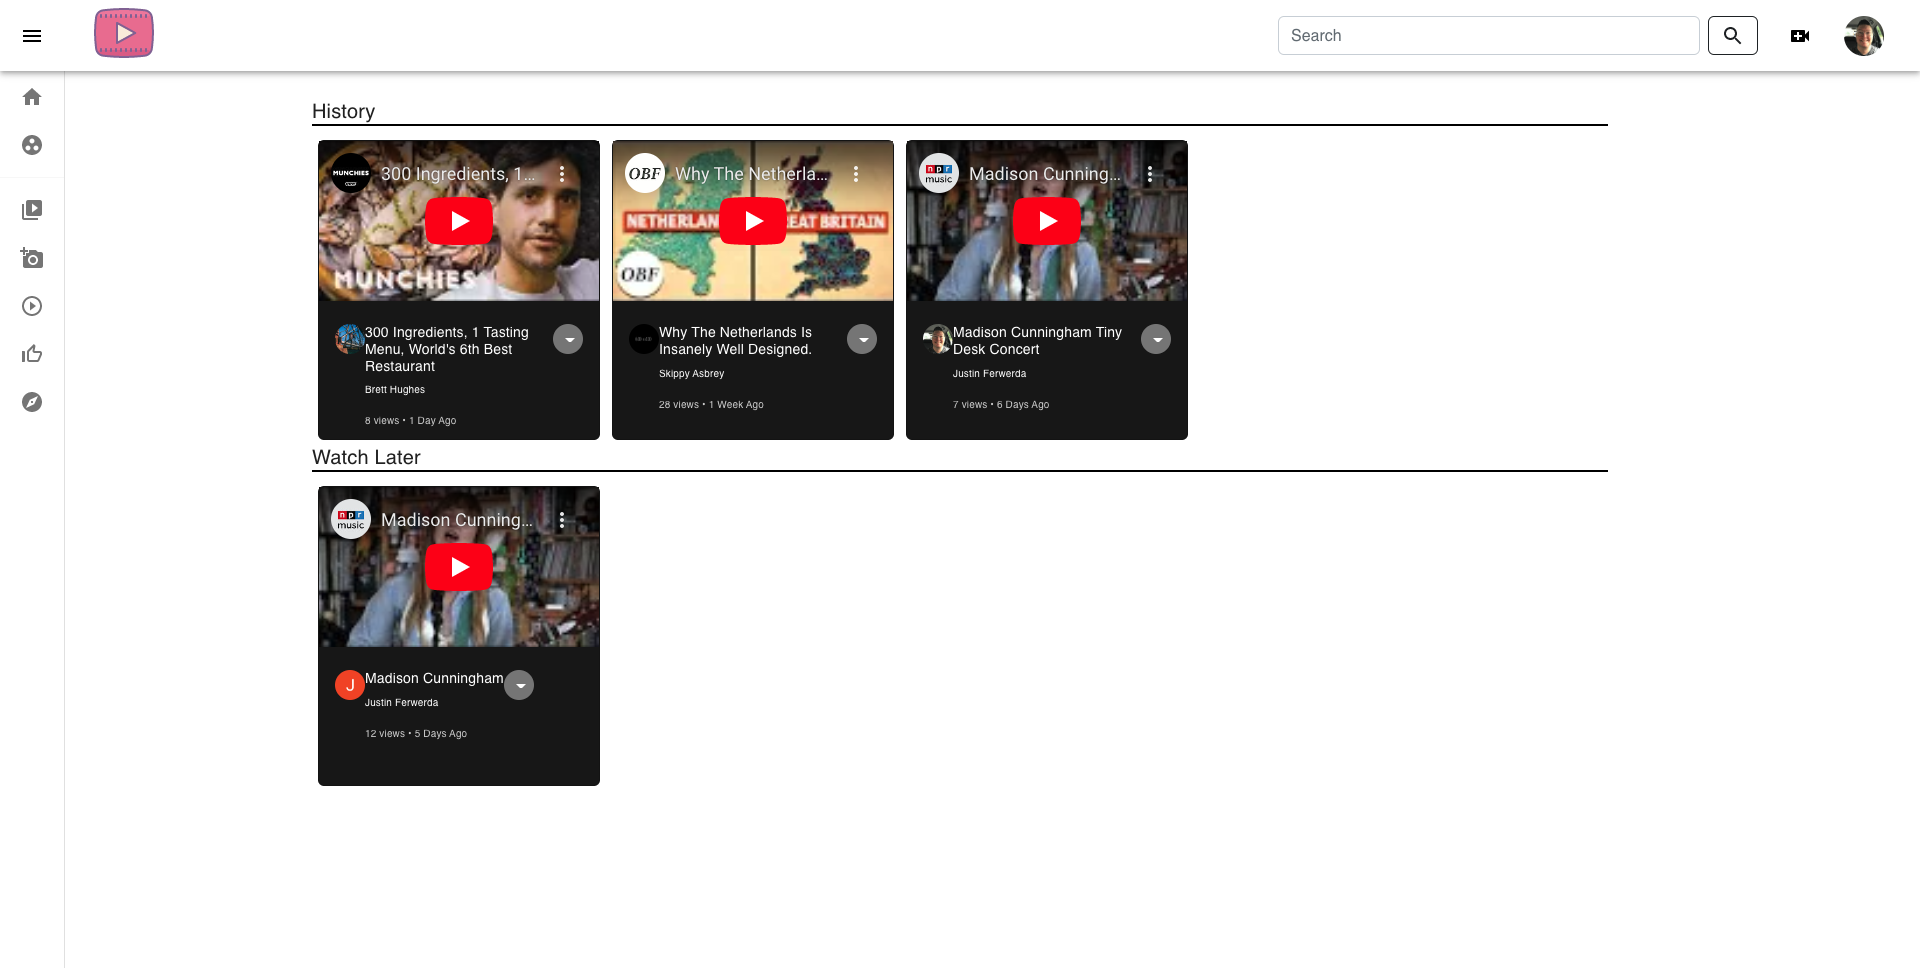 Search
History
MUNCHIES
300 Ingredients, 1...
MUNCHIES
300 Ingredients, 1 Tasting
Menu, World's 6th Best
Restaurant
Brett Hughes
8 views • 1 Day Ago
OBF
Why The Netherla...
NETHERLAN
EAT BRITAIN
OBF
Why The Netherlands Is
Insanely Well Designed.
Skippy Asbrey
28 views • 1 Week Ago
npr
music
Madison Cunning...
Madison Cunningham Tiny
Desk Concert
Justin Ferwerda
7 views • 6 Days Ago
Watch Later
npr
music
Madison Cunning...
J
Madison Cunningham
Justin Ferwerda
12 views • 5 Days Ago